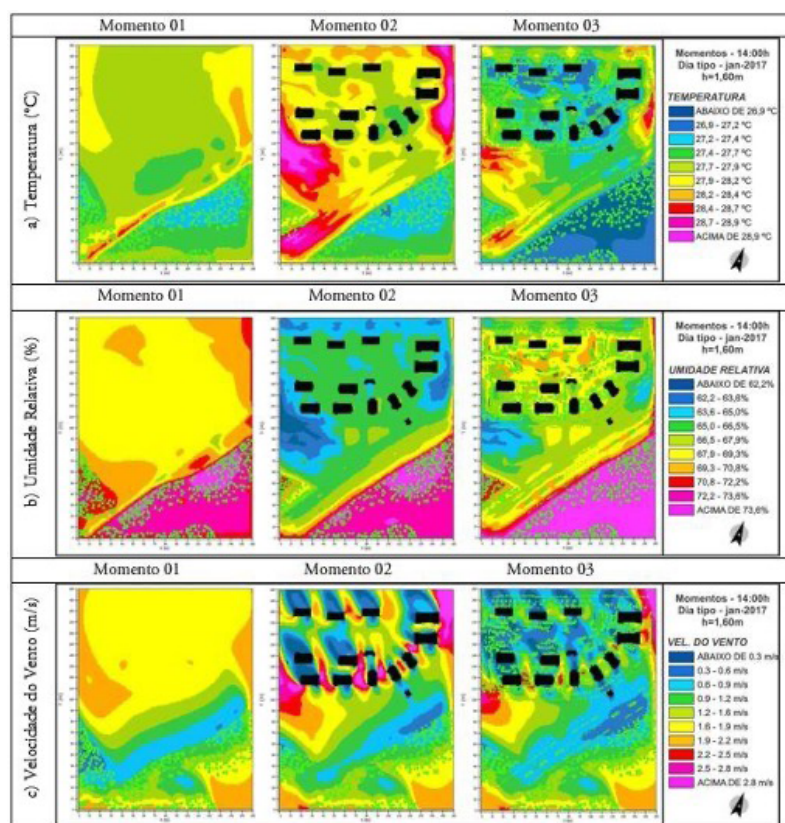 Momento 01 Momento 02 Momento 03
a) Temperatura (°C)
Momentos - 14:00h
Dia tipo - jan-2017
h=1,60m
TEMPERATURA
ABAIXO DE 26,9 °C
26,9 - 27,2 °C
27,2 - 27,4 °C
27,4 - 27,7 °C
27,7 - 27,9 °C
27,9 - 28,2 °C
28,2 - 28,4 °C
28,4 - 28,7 °C
28,7 - 28,9 °C
ACIMA DE 28,9 °C
Momento 01 Momento 02 Momento 03
b) Umidade Relativa (%)
Momentos - 14:00h
Dia tipo - jan-2017
h=1,60m
UMIDADE RELATIVA
ABAIXO DE 62,2%
62,2 - 63,6%
63,6 - 65,0%
65,0 - 66,5%
66,5 - 67,9%
67,9 - 69,3%
69,3 - 70,8%
70,8 - 72,2%
72,2 - 73,6%
ACIMA DE 73,6%
Momento 01 Momento 02 Momento 03
c) Velocidade do Vento (m/s)
Momentos - 14:00h
Dia tipo - jan-2017
h=1,60m
VEL. DO VENTO
ABAIXO DE 0.3 m/s
0.3 - 0.6 m/s
0.6 - 0.9 m/s
0.9 - 1.2 m/s
1.2 - 1.6 m/s
1.6 - 1.9 m/s
1.9 - 2.2 m/s
2.2 - 2.5 m/s
2.5 - 2.8 m/s
ACIMA DE 2.8 m/s